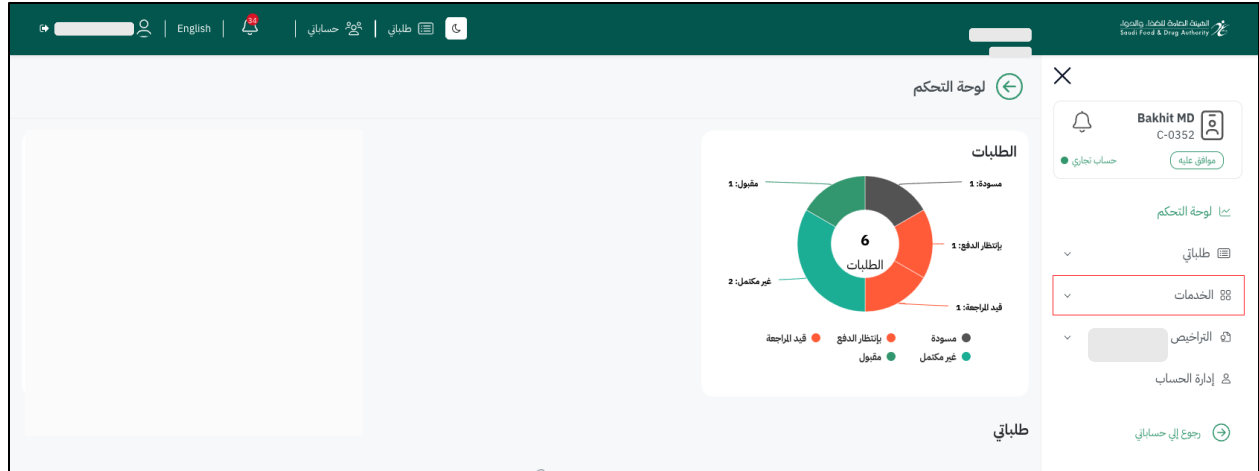 الهيئة العامة للغذاء والدواء
Saudi Food & Drug Authority
طلباتي
حساباتي
34
English
لوحة التحكم
Bakhit MD
C-0352
موافق عليه
حساب تجاري
لوحة التحكم
طلباتي
الخدمات
التراخيص
إدارة الحساب
رجوع إلي حساباتي
الطلبات
مسودة: 1
مقبول: 1
بإنتظار الدفع: 1
6
الطلبات
غير مكتمل: 2
قيد المراجعة: 1
مسودة
بإنتظار الدفع
قيد المراجعة
غير مكتمل
مقبول
طلباتي